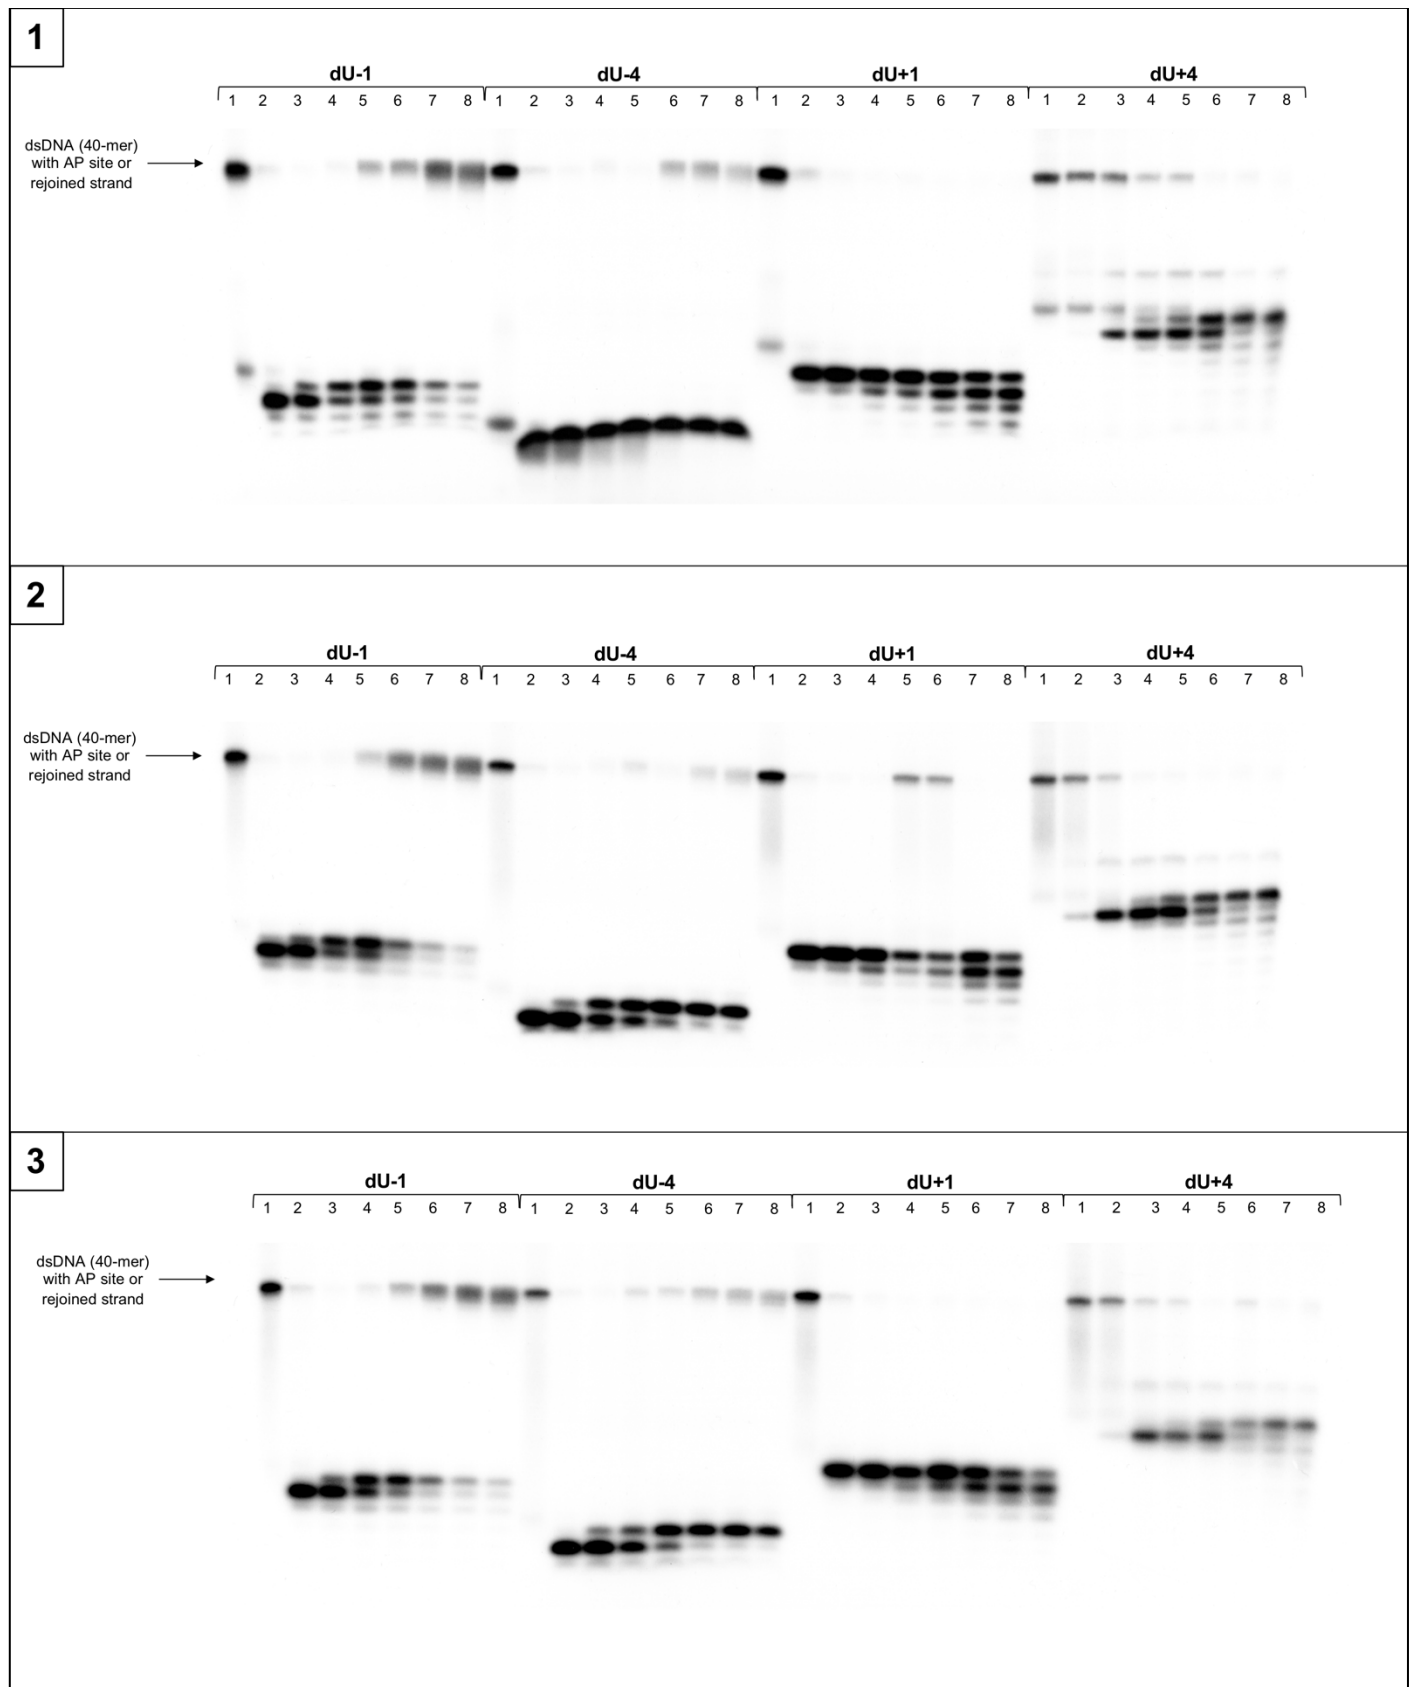 1
dU-1 dU-4 dU+1 dU+4
1 2 3 4 5 6 7 8 1 2 3 4 5 6 7 8 1 2 3 4 5 6 7 8 1 2 3 4 5 6 7 8
dsDNA (40-mer)
with AP site or
rejoined strand
2
dU-1 dU-4 dU+1 dU+4
1 2 3 4 5 6 7 8 1 2 3 4 5 6 7 8 1 2 3 4 5 6 7 8 1 2 3 4 5 6 7 8
dsDNA (40-mer)
with AP site or
rejoined strand
3
dU-1 dU-4 dU+1 dU+4
1 2 3 4 5 6 7 8 1 2 3 4 5 6 7 8 1 2 3 4 5 6 7 8 1 2 3 4 5 6 7 8
dsDNA (40-mer)
with AP site or
rejoined strand